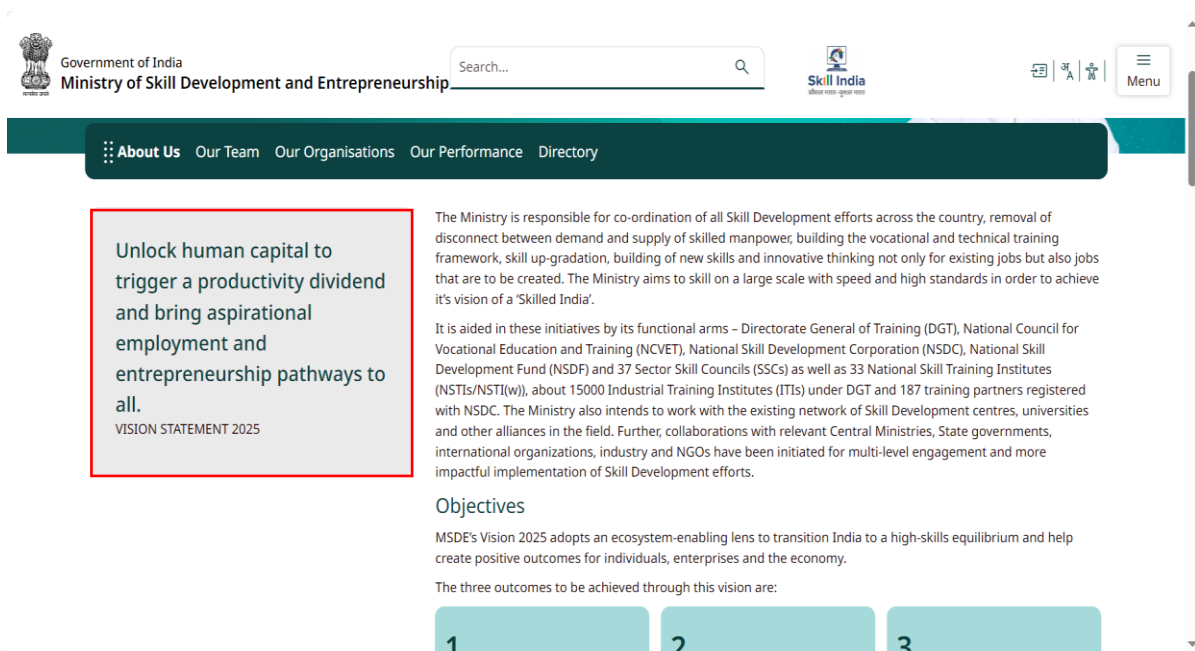 Government of India
Ministry of Skill Development and Entrepreneurship
Search...
Skill India
कौशल भारत-कुशल भारत
अ
A
Menu
About Us Our Team Our Organisations Our Performance Directory
Unlock human capital to
trigger a productivity dividend
and bring aspirational
employment and
entrepreneurship pathways to
all.
VISION STATEMENT 2025
The Ministry is responsible for co-ordination of all Skill Development efforts across the country, removal of
disconnect between demand and supply of skilled manpower, building the vocational and technical training
framework, skill up-gradation, building of new skills and innovative thinking not only for existing jobs but also jobs
that are to be created. The Ministry aims to skill on a large scale with speed and high standards in order to achieve
it's vision of a ‘Skilled India’.
It is aided in these initiatives by its functional arms – Directorate General of Training (DGT), National Council for
Vocational Education and Training (NCVET), National Skill Development Corporation (NSDC), National Skill
Development Fund (NSDF) and 37 Sector Skill Councils (SSCs) as well as 33 National Skill Training Institutes
(NSTIs/NSTI(w)), about 15000 Industrial Training Institutes (ITIs) under DGT and 187 training partners registered
with NSDC. The Ministry also intends to work with the existing network of Skill Development centres, universities
and other alliances in the field. Further, collaborations with relevant Central Ministries, State governments,
international organizations, industry and NGOs have been initiated for multi-level engagement and more
impactful implementation of Skill Development efforts.
Objectives
MSDE’s Vision 2025 adopts an ecosystem-enabling lens to transition India to a high-skills equilibrium and help
create positive outcomes for individuals, enterprises and the economy.
The three outcomes to be achieved through this vision are:
1 2 3